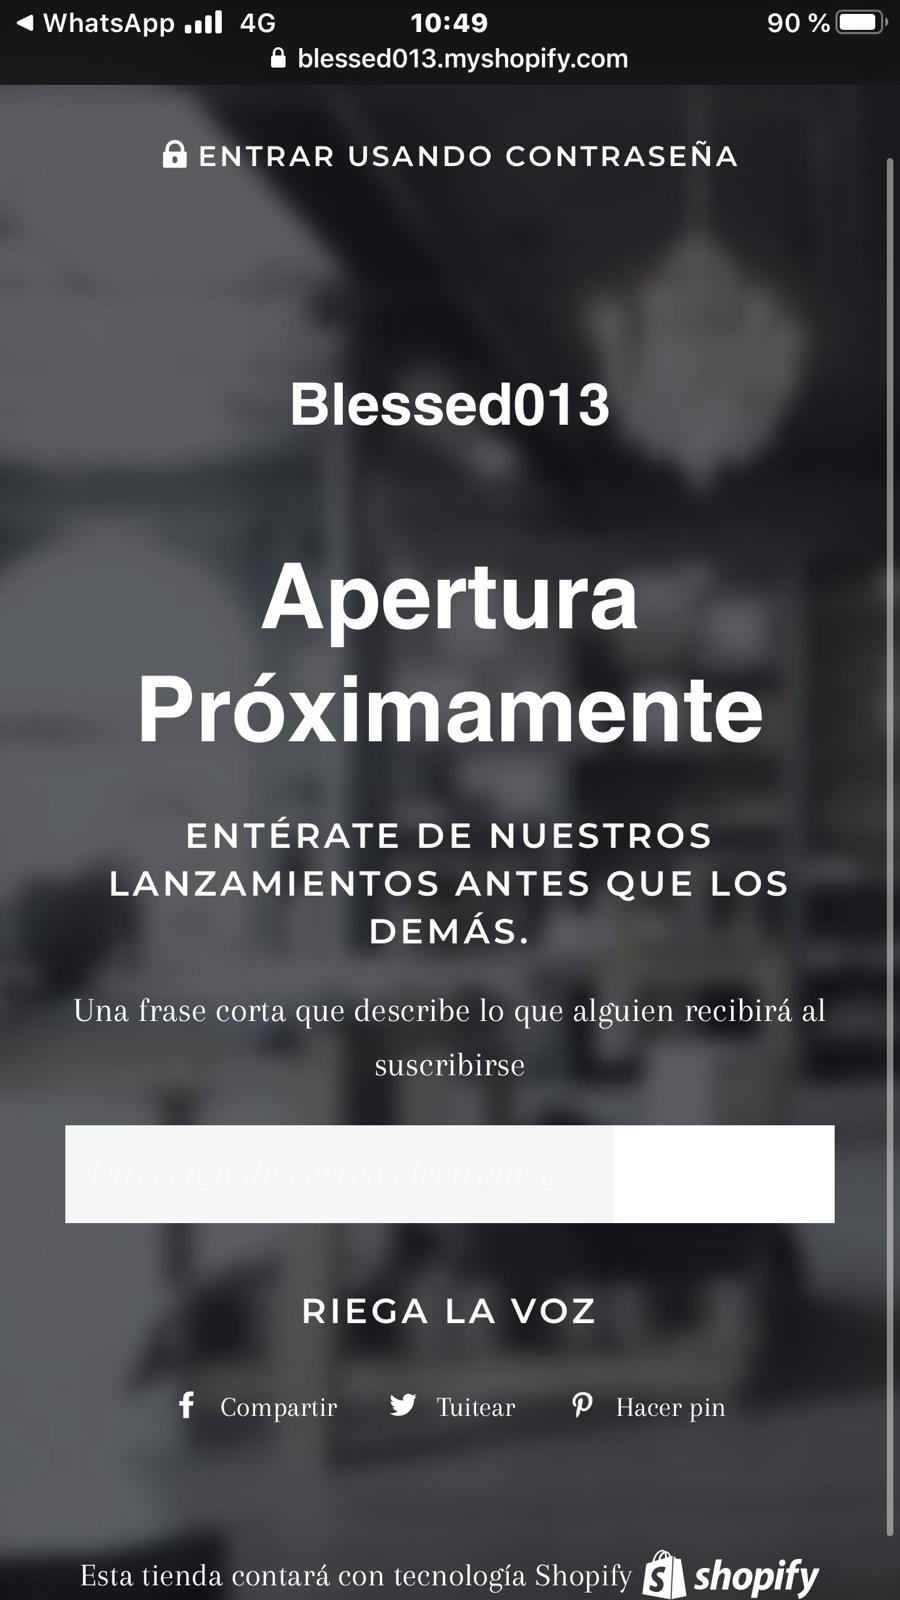 WhatsApp 4G 10:49 90 %
blessed013.myshopify.com
ENTRAR USANDO CONTRASEÑA
Blessed013
Apertura
Próximamente
ENTÉRATE DE NUESTROS
LANZAMIENTOS ANTES QUE LOS
DEMÁS.
Una frase corta que describe lo que alguien recibirá al
suscribirse
Dirección de correo electrónico
RIEGA LA VOZ
Compartir Tuitear Hacer pin
Esta tienda contará con tecnología Shopify shopify